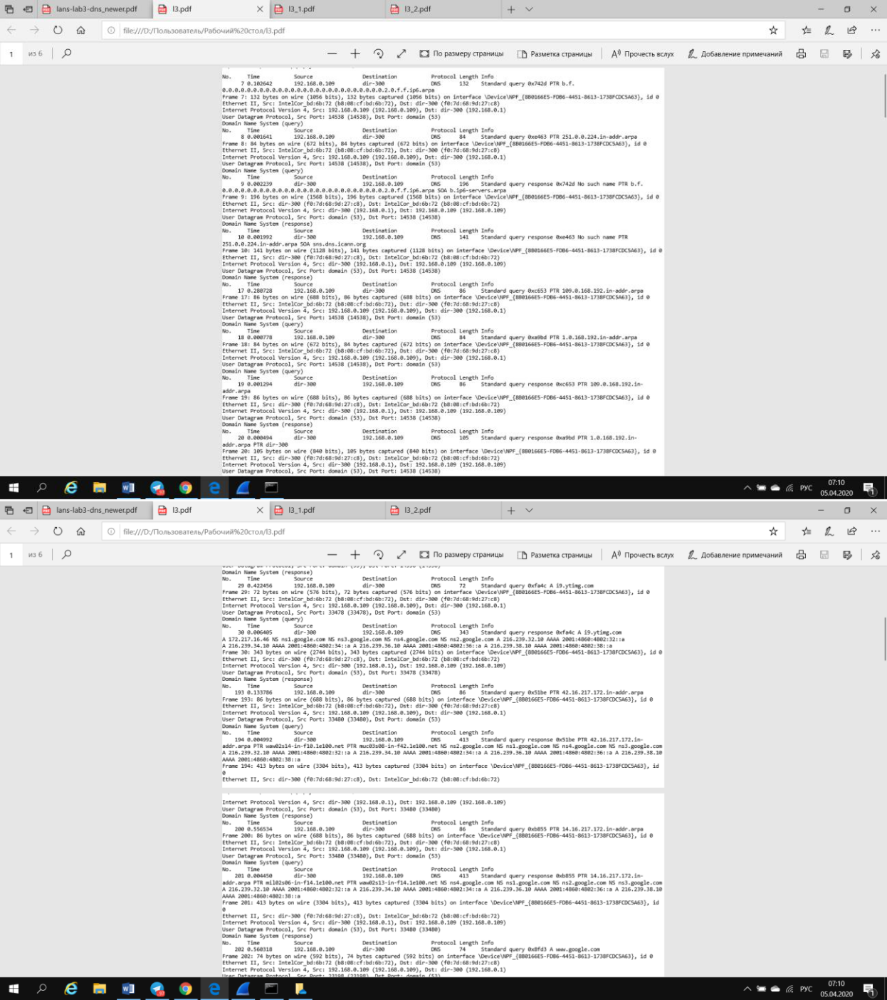 lans-lab3-dns_newer.pdf
l3.pdf
l3_1.pdf
l3_2.pdf
file:///D:/Пользователь/Рабочий%20стол/l3.pdf
1 из 6
По размеру страницы
Разметка страницы
Прочесть вслух
Добавление примечаний
No. Time Source Destination Protocol Length Info
7 0.102642 192.168.0.109 dir-300 DNS 132 Standard query 0x742d PTR b.f.
Frame 7: 132 bytes on wire (1056 bits), 132 bytes captured (1056 bits) on interface \Device\NPF_{8B0166E5-FDB6-4451-8613-1738FCDC5A63}, id 0
Ethernet II, Src: IntelCor_bd:6b:72 (b8:08:cf:bd:6b:72), Dst: dir-300 (f0:7d:68:9d:27:c8)
Internet Protocol Version 4, Src: 192.168.0.109 (192.168.0.109), Dst: dir-300 (192.168.0.1)
User Datagram Protocol, Src Port: 14538 (14538), Dst Port: domain (53)
Domain Name System (query)
No. Time Source Destination Protocol Length Info
8 0.001641 192.168.0.109 dir-300 DNS 84 Standard query 0xe463 PTR 251.0.0.224.in-addr.arpa
Frame 8: 84 bytes on wire (672 bits), 84 bytes captured (672 bits) on interface \Device\NPF_{8B0166E5-FDB6-4451-8613-1738FCDC5A63}, id 0
Ethernet II, Src: IntelCor_bd:6b:72 (b8:08:cf:bd:6b:72), Dst: dir-300 (f0:7d:68:9d:27:c8)
Internet Protocol Version 4, Src: 192.168.0.109 (192.168.0.109), Dst: dir-300 (192.168.0.1)
User Datagram Protocol, Src Port: 14538 (14538), Dst Port: domain (53)
Domain Name System (query)
No. Time Source Destination Protocol Length Info
9 0.002239 dir-300 192.168.0.109 DNS 196 Standard query response 0x742d No such name PTR b.f.
Frame 9: 196 bytes on wire (1568 bits), 196 bytes captured (1568 bits) on interface \Device\NPF_{8B0166E5-FDB6-4451-8613-1738FCDC5A63}, id 0
Ethernet II, Src: dir-300 (f0:7d:68:9d:27:c8), Dst: IntelCor_bd:6b:72 (b8:08:cf:bd:6b:72)
Internet Protocol Version 4, Src: dir-300 (192.168.0.1), Dst: 192.168.0.109 (192.168.0.109)
User Datagram Protocol, Src Port: domain (53), Dst Port: 14538 (14538)
Domain Name System (response)
No. Time Source Destination Protocol Length Info
10 0.001992 dir-300 192.168.0.109 DNS 141 Standard query response 0xe463 No such name PTR
251.0.0.224.in-addr.arpa SOA sns.dns.icann.org
Frame 10: 141 bytes on wire (1128 bits), 141 bytes captured (1128 bits) on interface \Device\NPF_{8B0166E5-FDB6-4451-8613-1738FCDC5A63}, id 0
Ethernet II, Src: dir-300 (f0:7d:68:9d:27:c8), Dst: IntelCor_bd:6b:72 (b8:08:cf:bd:6b:72)
Internet Protocol Version 4, Src: dir-300 (192.168.0.1), Dst: 192.168.0.109 (192.168.0.109)
User Datagram Protocol, Src Port: domain (53), Dst Port: 14538 (14538)
Domain Name System (response)
No. Time Source Destination Protocol Length Info
17 0.280728 192.168.0.109 dir-300 DNS 86 Standard query 0xc653 PTR 109.0.168.192.in-addr.arpa
Frame 17: 86 bytes on wire (688 bits), 86 bytes captured (688 bits) on interface \Device\NPF_{8B0166E5-FDB6-4451-8613-1738FCDC5A63}, id 0
Ethernet II, Src: IntelCor_bd:6b:72 (b8:08:cf:bd:6b:72), Dst: dir-300 (f0:7d:68:9d:27:c8)
Internet Protocol Version 4, Src: 192.168.0.109 (192.168.0.109), Dst: dir-300 (192.168.0.1)
User Datagram Protocol, Src Port: 14538 (14538), Dst Port: domain (53)
Domain Name System (query)
No. Time Source Destination Protocol Length Info
18 0.000778 192.168.0.109 dir-300 DNS 84 Standard query 0xa9bd PTR 1.0.168.192.in-addr.arpa
Frame 18: 84 bytes on wire (672 bits), 84 bytes captured (672 bits) on interface \Device\NPF_{8B0166E5-FDB6-4451-8613-1738FCDC5A63}, id 0
Ethernet II, Src: IntelCor_bd:6b:72 (b8:08:cf:bd:6b:72), Dst: dir-300 (f0:7d:68:9d:27:c8)
Internet Protocol Version 4, Src: 192.168.0.109 (192.168.0.109), Dst: dir-300 (192.168.0.1)
User Datagram Protocol, Src Port: 14538 (14538), Dst Port: domain (53)
Domain Name System (query)
No. Time Source Destination Protocol Length Info
19 0.001294 dir-300 192.168.0.109 DNS 86 Standard query response 0xc653 PTR 109.0.168.192.in-
addr.arpa
Frame 19: 86 bytes on wire (688 bits), 86 bytes captured (688 bits) on interface \Device\NPF_{8B0166E5-FDB6-4451-8613-1738FCDC5A63}, id 0
Ethernet II, Src: dir-300 (f0:7d:68:9d:27:c8), Dst: IntelCor_bd:6b:72 (b8:08:cf:bd:6b:72)
Internet Protocol Version 4, Src: dir-300 (192.168.0.1), Dst: 192.168.0.109 (192.168.0.109)
User Datagram Protocol, Src Port: domain (53), Dst Port: 14538 (14538)
Domain Name System (response)
No. Time Source Destination Protocol Length Info
20 0.000494 dir-300 192.168.0.109 DNS 105 Standard query response 0xa9bd PTR 1.0.168.192.in-
addr.arpa PTR dir-300
Frame 20: 105 bytes on wire (840 bits), 105 bytes captured (840 bits) on interface \Device\NPF_{8B0166E5-FDB6-4451-8613-1738FCDC5A63}, id 0
Ethernet II, Src: dir-300 (f0:7d:68:9d:27:c8), Dst: IntelCor_bd:6b:72 (b8:08:cf:bd:6b:72)
Internet Protocol Version 4, Src: dir-300 (192.168.0.1), Dst: 192.168.0.109 (192.168.0.109)
User Datagram Protocol, Src Port: domain (53), Dst Port: 14538 (14538)
РУС
07:10
05.04.2020
lans-lab3-dns_newer.pdf
l3.pdf
l3_1.pdf
l3_2.pdf
file:///D:/Пользователь/Рабочий%20стол/l3.pdf
1 из 6
По размеру страницы
Разметка страницы
Прочесть вслух
Добавление примечаний
Domain Name System (response)
No. Time Source Destination Protocol Length Info
29 0.422456 192.168.0.109 dir-300 DNS 72 Standard query 0xfa4c A i9.ytimg.com
Frame 29: 72 bytes on wire (576 bits), 72 bytes captured (576 bits) on interface \Device\NPF_{8B0166E5-FDB6-4451-8613-1738FCDC5A63}, id 0
Ethernet II, Src: IntelCor_bd:6b:72 (b8:08:cf:bd:6b:72), Dst: dir-300 (f0:7d:68:9d:27:c8)
Internet Protocol Version 4, Src: 192.168.0.109 (192.168.0.109), Dst: dir-300 (192.168.0.1)
User Datagram Protocol, Src Port: 33478 (33478), Dst Port: domain (53)
Domain Name System (query)
No. Time Source Destination Protocol Length Info
30 0.006405 dir-300 192.168.0.109 DNS 343 Standard query response 0xfa4c A i9.ytimg.com
A 172.217.16.46 NS ns1.google.com NS ns3.google.com NS ns4.google.com NS ns2.google.com A 216.239.32.10 AAAA 2001:4860:4802:32::a
A 216.239.34.10 AAAA 2001:4860:4802:34::a A 216.239.36.10 AAAA 2001:4860:4802:36::a A 216.239.38.10 AAAA 2001:4860:4802:38::a
Frame 30: 343 bytes on wire (2744 bits), 343 bytes captured (2744 bits) on interface \Device\NPF_{8B0166E5-FDB6-4451-8613-1738FCDC5A63}, id 0
Ethernet II, Src: dir-300 (f0:7d:68:9d:27:c8), Dst: IntelCor_bd:6b:72 (b8:08:cf:bd:6b:72)
Internet Protocol Version 4, Src: dir-300 (192.168.0.1), Dst: 192.168.0.109 (192.168.0.109)
User Datagram Protocol, Src Port: domain (53), Dst Port: 33478 (33478)
Domain Name System (response)
No. Time Source Destination Protocol Length Info
193 0.133786 192.168.0.109 dir-300 DNS 86 Standard query 0x51be PTR 42.16.217.172.in-addr.arpa
Frame 193: 86 bytes on wire (688 bits), 86 bytes captured (688 bits) on interface \Device\NPF_{8B0166E5-FDB6-4451-8613-1738FCDC5A63}, id 0
Ethernet II, Src: IntelCor_bd:6b:72 (b8:08:cf:bd:6b:72), Dst: dir-300 (f0:7d:68:9d:27:c8)
Internet Protocol Version 4, Src: 192.168.0.109 (192.168.0.109), Dst: dir-300 (192.168.0.1)
User Datagram Protocol, Src Port: 33480 (33480), Dst Port: domain (53)
Domain Name System (query)
No. Time Source Destination Protocol Length Info
194 0.004992 dir-300 192.168.0.109 DNS 413 Standard query response 0x51be PTR 42.16.217.172.in-
addr.arpa PTR waw02s14-in-f10.1e100.net PTR muc03s08-in-f42.1e100.net NS ns2.google.com NS ns1.google.com NS ns4.google.com NS ns3.google.com
A 216.239.32.10 AAAA 2001:4860:4802:32::a A 216.239.34.10 AAAA 2001:4860:4802:34::a A 216.239.36.10 AAAA 2001:4860:4802:36::a A 216.239.38.10
AAAA 2001:4860:4802:38::a
Frame 194: 413 bytes on wire (3304 bits), 413 bytes captured (3304 bits) on interface \Device\NPF_{8B0166E5-FDB6-4451-8613-1738FCDC5A63}, id
0
Ethernet II, Src: dir-300 (f0:7d:68:9d:27:c8), Dst: IntelCor_bd:6b:72 (b8:08:cf:bd:6b:72)
Internet Protocol Version 4, Src: dir-300 (192.168.0.1), Dst: 192.168.0.109 (192.168.0.109)
User Datagram Protocol, Src Port: domain (53), Dst Port: 33480 (33480)
Domain Name System (response)
No. Time Source Destination Protocol Length Info
200 0.556534 192.168.0.109 dir-300 DNS 86 Standard query 0xb855 PTR 14.16.217.172.in-addr.arpa
Frame 200: 86 bytes on wire (688 bits), 86 bytes captured (688 bits) on interface \Device\NPF_{8B0166E5-FDB6-4451-8613-1738FCDC5A63}, id 0
Ethernet II, Src: IntelCor_bd:6b:72 (b8:08:cf:bd:6b:72), Dst: dir-300 (f0:7d:68:9d:27:c8)
Internet Protocol Version 4, Src: 192.168.0.109 (192.168.0.109), Dst: dir-300 (192.168.0.1)
User Datagram Protocol, Src Port: 33480 (33480), Dst Port: domain (53)
Domain Name System (query)
No. Time Source Destination Protocol Length Info
201 0.004450 dir-300 192.168.0.109 DNS 413 Standard query response 0xb855 PTR 14.16.217.172.in-
addr.arpa PTR mil02s06-in-f14.1e100.net PTR waw02s13-in-f14.1e100.net NS ns4.google.com NS ns1.google.com NS ns2.google.com NS ns3.google.com
A 216.239.32.10 AAAA 2001:4860:4802:32::a A 216.239.34.10 AAAA 2001:4860:4802:34::a A 216.239.36.10 AAAA 2001:4860:4802:36::a A 216.239.38.10
AAAA 2001:4860:4802:38::a
Frame 201: 413 bytes on wire (3304 bits), 413 bytes captured (3304 bits) on interface \Device\NPF_{8B0166E5-FDB6-4451-8613-1738FCDC5A63}, id
0
Ethernet II, Src: dir-300 (f0:7d:68:9d:27:c8), Dst: IntelCor_bd:6b:72 (b8:08:cf:bd:6b:72)
Internet Protocol Version 4, Src: dir-300 (192.168.0.1), Dst: 192.168.0.109 (192.168.0.109)
User Datagram Protocol, Src Port: domain (53), Dst Port: 33480 (33480)
Domain Name System (response)
No. Time Source Destination Protocol Length Info
202 0.560318 192.168.0.109 dir-300 DNS 74 Standard query 0x8fd3 A www.google.com
Frame 202: 74 bytes on wire (592 bits), 74 bytes captured (592 bits) on interface \Device\NPF_{8B0166E5-FDB6-4451-8613-1738FCDC5A63}, id 0
Ethernet II, Src: IntelCor_bd:6b:72 (b8:08:cf:bd:6b:72), Dst: dir-300 (f0:7d:68:9d:27:c8)
Internet Protocol Version 4, Src: 192.168.0.109 (192.168.0.109), Dst: dir-300 (192.168.0.1)
РУС
07:10
05.04.2020